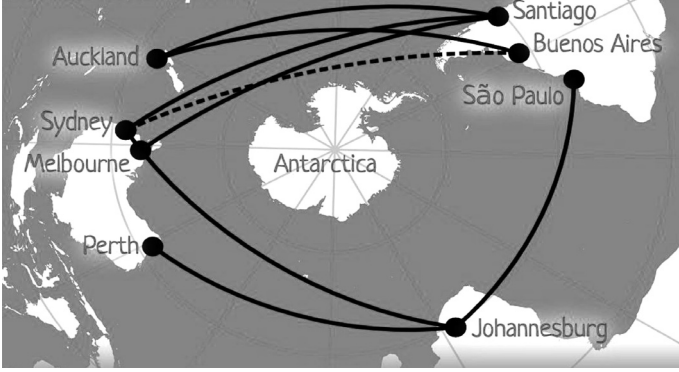 Santiago
Auckland
Buenos Aires
São Paulo
Sydney
Melbourne
Antarctica
Perth
Johannesburg